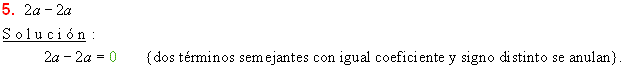 5. 2a – 2a
Solución:
2a – 2a = 0 {dos términos semejantes con igual coeficiente y signo distinto se anulan}.